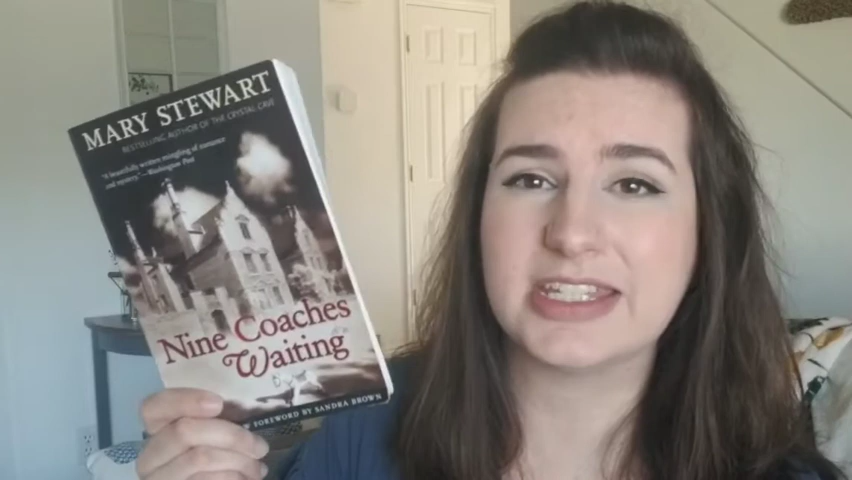 MARY STEWART
BESTSELLING AUTHOR OF THE CRYSTAL CAVE
"A beautifully written mingling of romance
and mystery."—Washington Post
Nine Coaches
Waiting
FOREWORD BY SANDRA BROWN